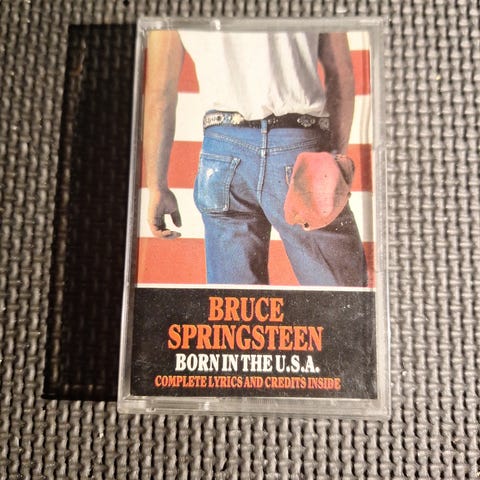 BRUCE
SPRINGSTEEN
BORN IN THE U.S.A.
COMPLETE LYRICS AND CREDITS INSIDE